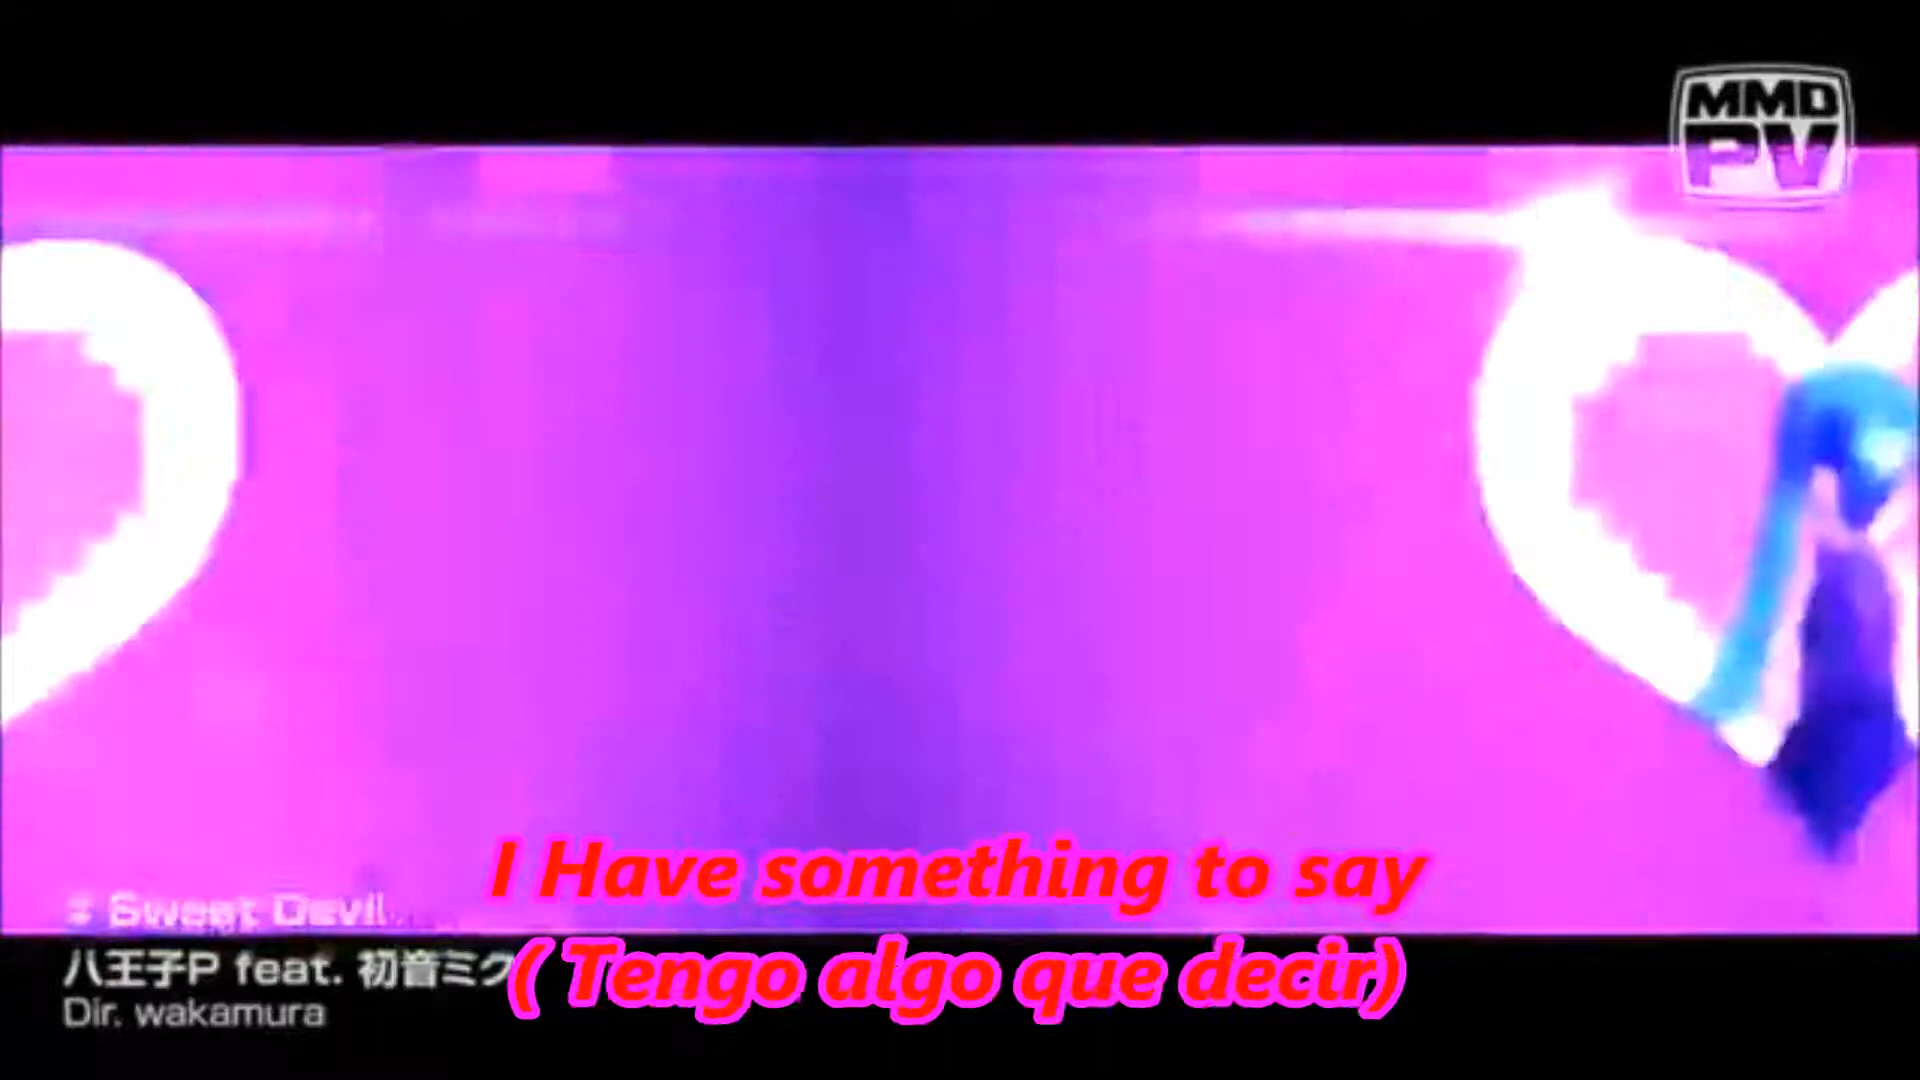 MMD
PV
Sweet Devil
八王子P feat. 初音ミク
Dir. wakamura
I Have something to say
( Tengo algo que decir)